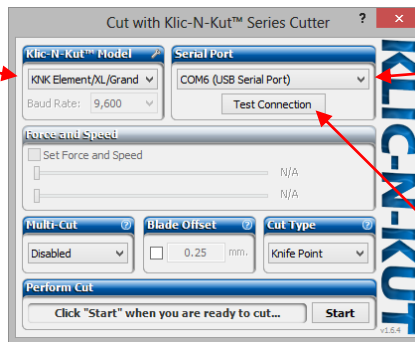 Cut with Klic-N-Kut™ Series Cutter ? ×
Klic-N-Kut™ Model
Serial Port
KNK Element/XL/Grand
COM6 (USB Serial Port)
Baud Rate: 9,600
Test Connection
Force and Speed
Set Force and Speed
N/A
N/A
Multi-Cut ?
Blade Offset ?
Cut Type ?
Disabled
0.25 mm.
Knife Point
Perform Cut
Click "Start" when you are ready to cut...
Start
KLIC-N-KUT
v1.6.4